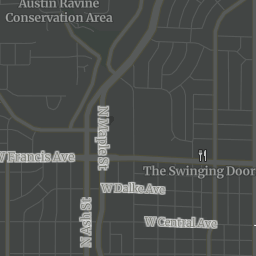 Austin Ravine
Conservation Area
N Maple St
W Francis Ave
The Swinging Door
W Dalke Ave
N Ash St
W Central Ave